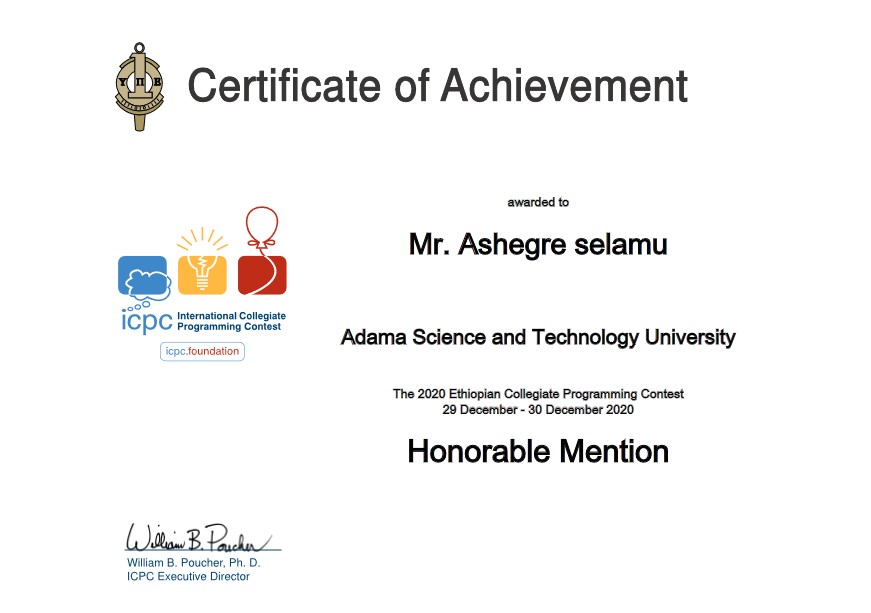 Υ Π Ε
Certificate of Achievement
awarded to
Mr. Ashegre selamu
icpc International Collegiate
Programming Contest
icpc.foundation
Adama Science and Technology University
The 2020 Ethiopian Collegiate Programming Contest
29 December - 30 December 2020
Honorable Mention
William B. Poucher
William B. Poucher, Ph. D.
ICPC Executive Director